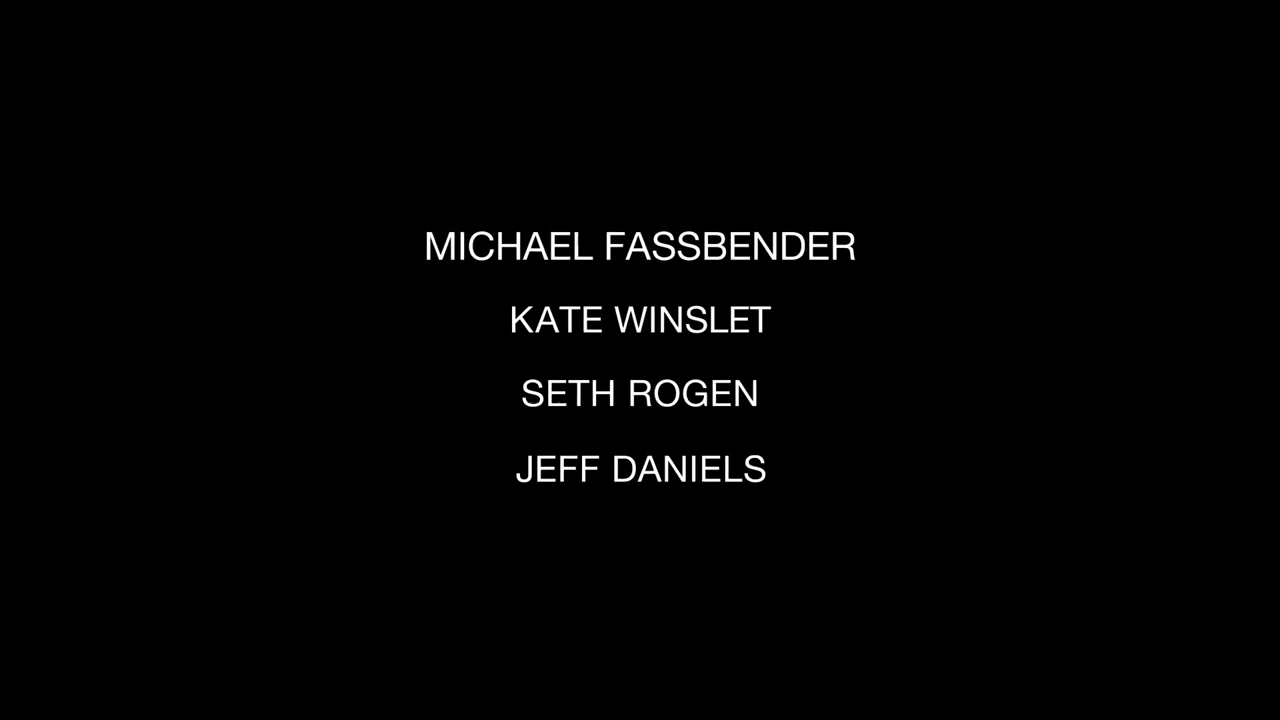 MICHAEL FASSBENDER
KATE WINSLET
SETH ROGEN
JEFF DANIELS